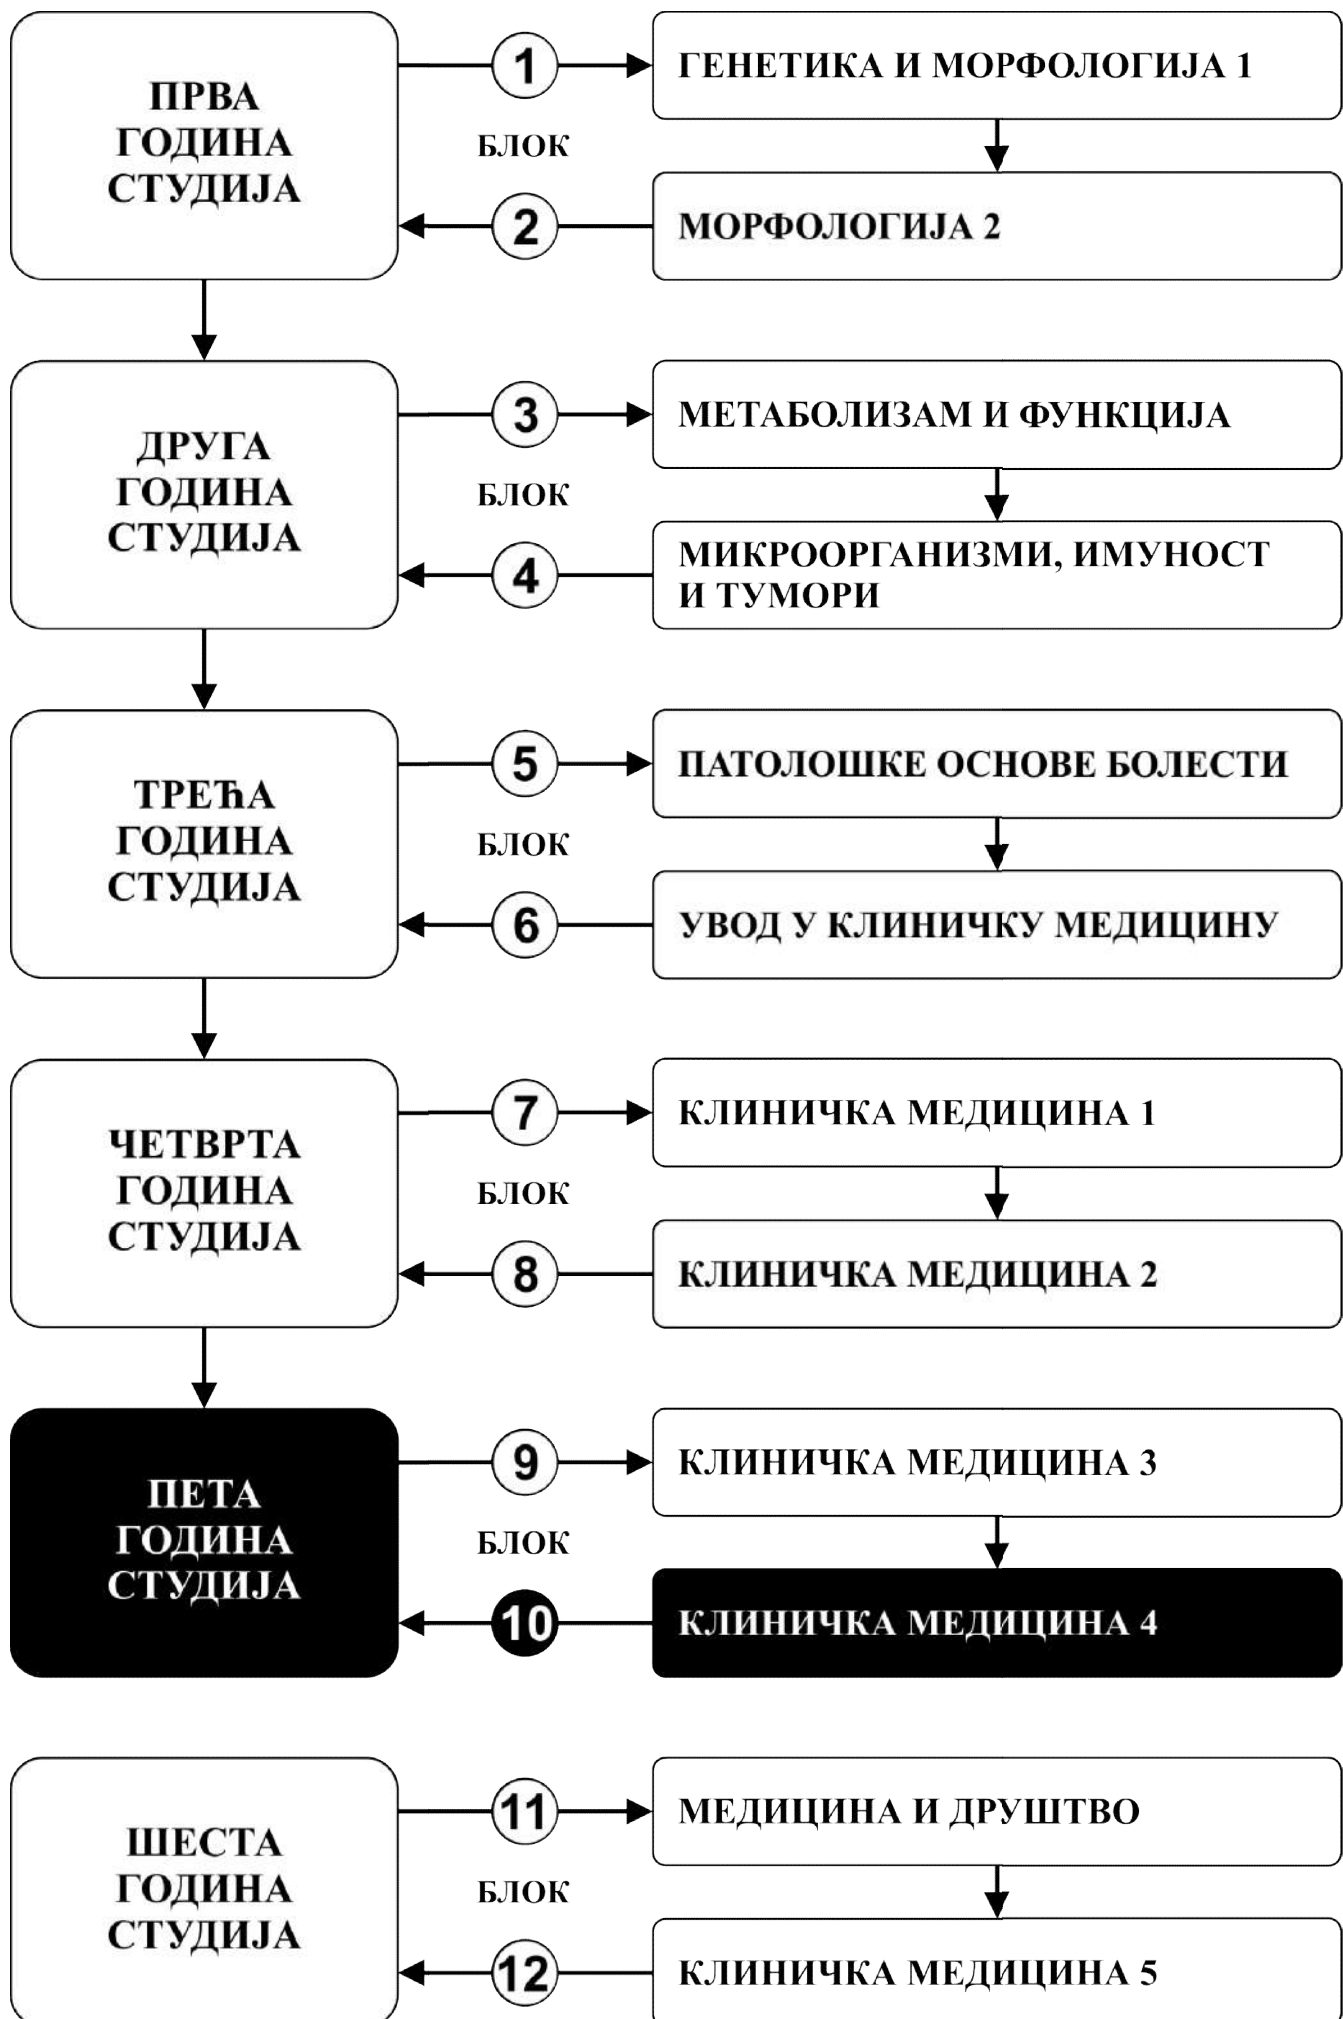 ПРВА
ГОДИНА
СТУДИЈА
1
БЛОК
2
ГЕНЕТИКА И МОРФОЛОГИЈА 1
МОРФОЛОГИЈА 2
ДРУГА
ГОДИНА
СТУДИЈА
3
БЛОК
4
МЕТАБОЛИЗАМ И ФУНКЦИЈА
МИКРООРГАНИЗМИ, ИМУНОСТ
И ТУМОРИ
ТРЕЋА
ГОДИНА
СТУДИЈА
5
БЛОК
6
ПАТОЛОШКЕ ОСНОВЕ БОЛЕСТИ
УВОД У КЛИНИЧКУ МЕДИЦИНУ
ЧЕТВРТА
ГОДИНА
СТУДИЈА
7
БЛОК
8
КЛИНИЧКА МЕДИЦИНА 1
КЛИНИЧКА МЕДИЦИНА 2
ПЕТА
ГОДИНА
СТУДИЈА
9
БЛОК
10
КЛИНИЧКА МЕДИЦИНА 3
КЛИНИЧКА МЕДИЦИНА 4
ШЕСТА
ГОДИНА
СТУДИЈА
11
БЛОК
12
МЕДИЦИНА И ДРУШТВО
КЛИНИЧКА МЕДИЦИНА 5